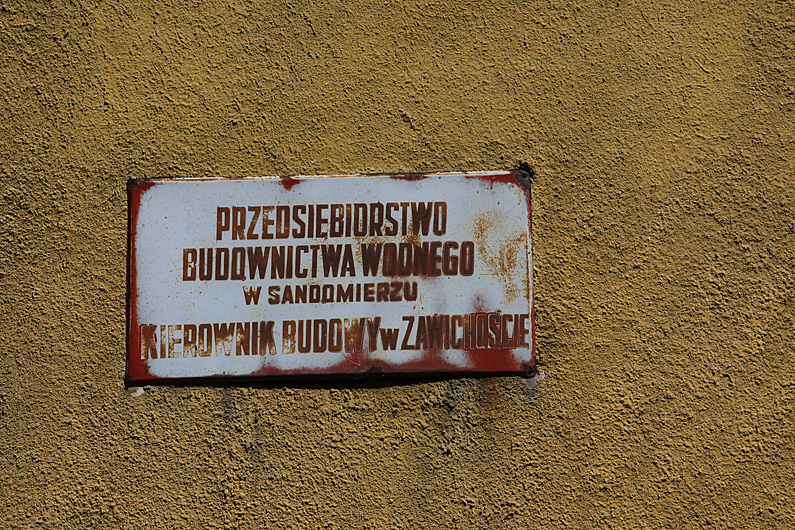 PRZEDSIEBIORSTWO
BUDOWNICTWA WODNEGO
W SANDOMIERZU
KIEROWNIK BUDOWY W ZAWICHOŚCIE